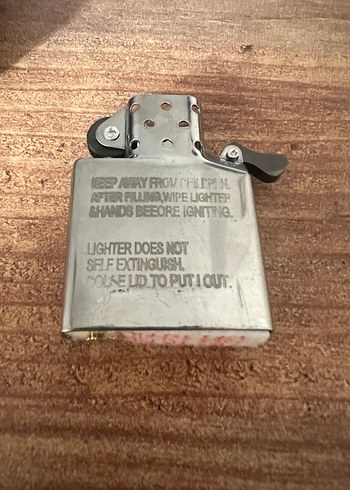 KEEP AWAY FROM CHILDREN.
AFTER FILLING,WIPE LIGHTER
&HANDS BEEORE IGNITING.
LIGHTER DOES NOT
SELF EXTINGUISH.
LID TO PUT I OUT.